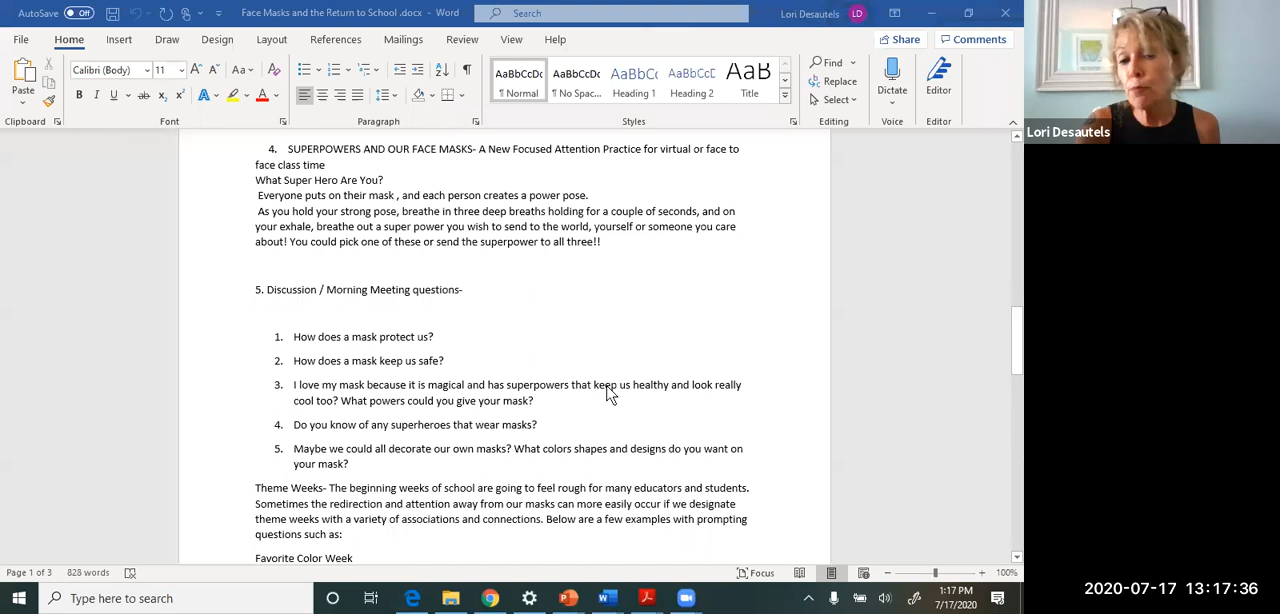 AutoSave Off
Face Masks and the Return to School .docx - Word
Search
Lori Desautels LD
File Home Insert Draw Design Layout References Mailings Review View Help
Share Comments
Paste
Calibri (Body) 11
AaBbCcDc AaBbCcDc AaBbCc AaBbCcD AaB
¶ Normal ¶ No Spac... Heading 1 Heading 2 Title
Find
Replace
Select
Dictate
Editor
Clipboard Font Paragraph Styles Editing Voice Editor
Lori Desautels
4. SUPERPOWERS AND OUR FACE MASKS- A New Focused Attention Practice for virtual or face to
face class time
What Super Hero Are You?
Everyone puts on their mask , and each person creates a power pose.
As you hold your strong pose, breathe in three deep breaths holding for a couple of seconds, and on
your exhale, breathe out a super power you wish to send to the world, yourself or someone you care
about! You could pick one of these or send the superpower to all three!!
5. Discussion / Morning Meeting questions-
1. How does a mask protect us?
2. How does a mask keep us safe?
3. I love my mask because it is magical and has superpowers that keep us healthy and look really
cool too? What powers could you give your mask?
4. Do you know of any superheroes that wear masks?
5. Maybe we could all decorate our own masks? What colors shapes and designs do you want on
your mask?
Theme Weeks- The beginning weeks of school are going to feel rough for many educators and students.
Sometimes the redirection and attention away from our masks can more easily occur if we designate
theme weeks with a variety of associations and connections. Below are a few examples with prompting
questions such as:
Favorite Color Week
Page 1 of 3 828 words
Focus
100%
Type here to search
1:17 PM
7/17/2020
2020-07-17 13:17:36